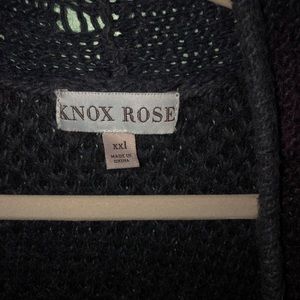 KNOX ROSE
xxl
MADE IN
CHINA